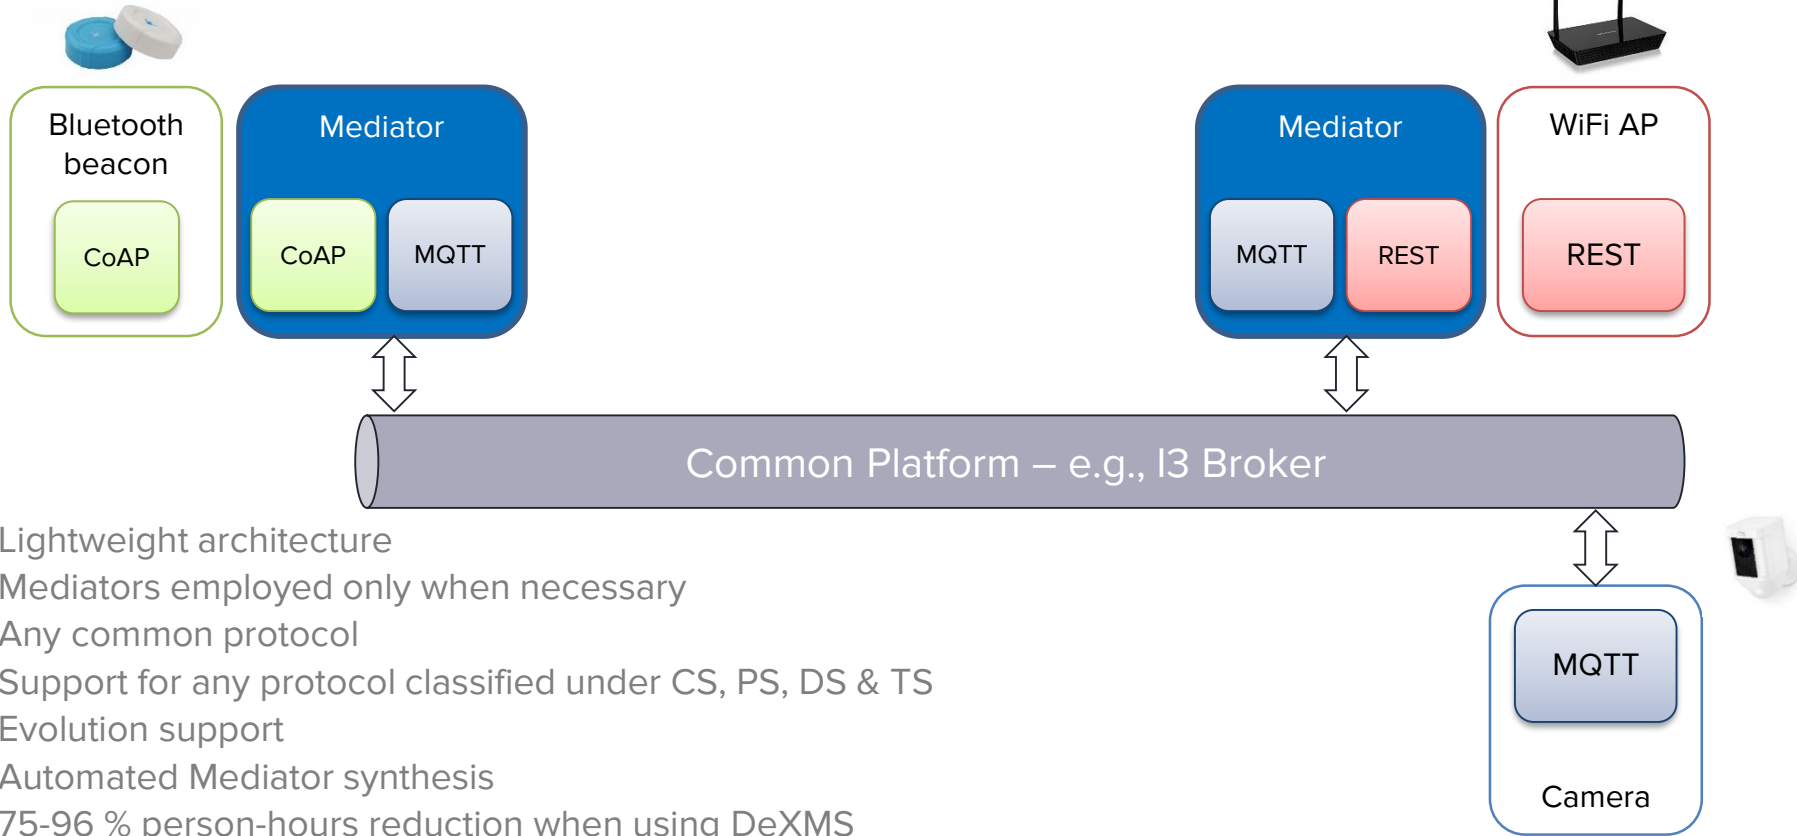 Bluetooth
beacon
CoAP
Mediator
CoAP
MQTT
Mediator
MQTT
REST
WiFi AP
REST
Common Platform – e.g., I3 Broker
Lightweight architecture
Mediators employed only when necessary
Any common protocol
Support for any protocol classified under CS, PS, DS & TS
Evolution support
Automated Mediator synthesis
75-96 % person-hours reduction when using DeXMS
MQTT
Camera